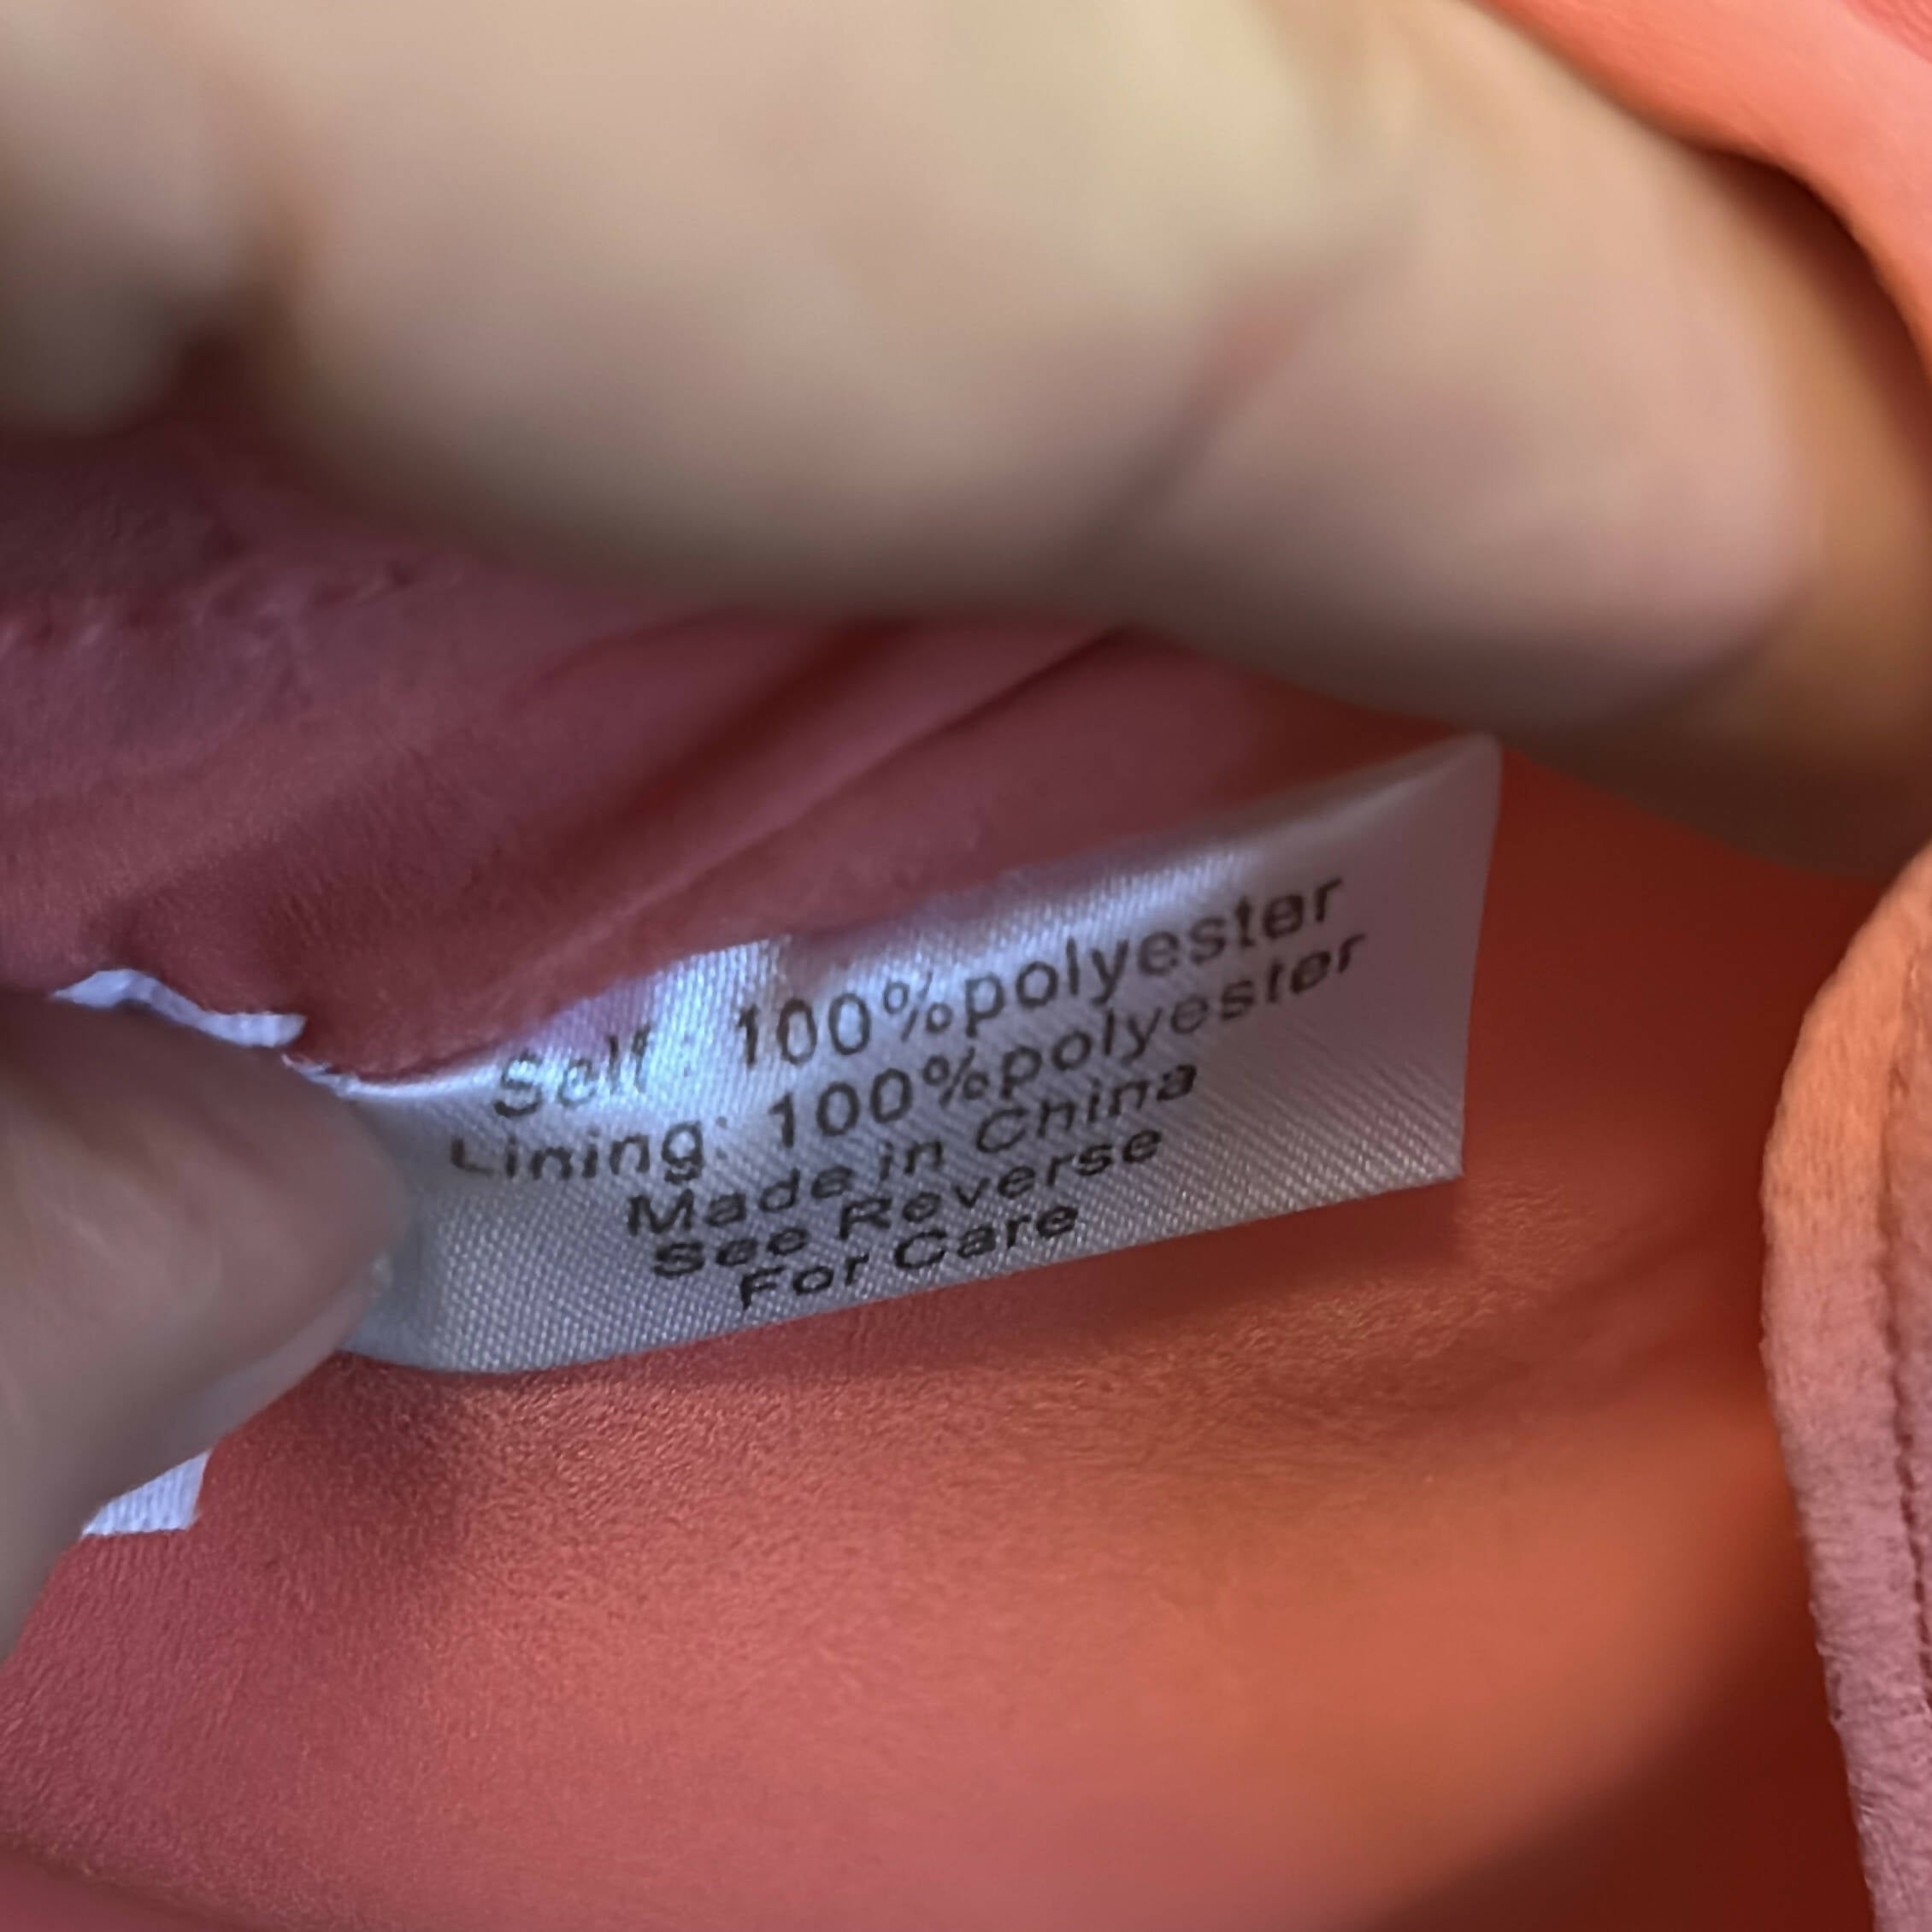 Self : 100%polyester
Lining: 100%polyester
Made in China
See Reverse
For Care